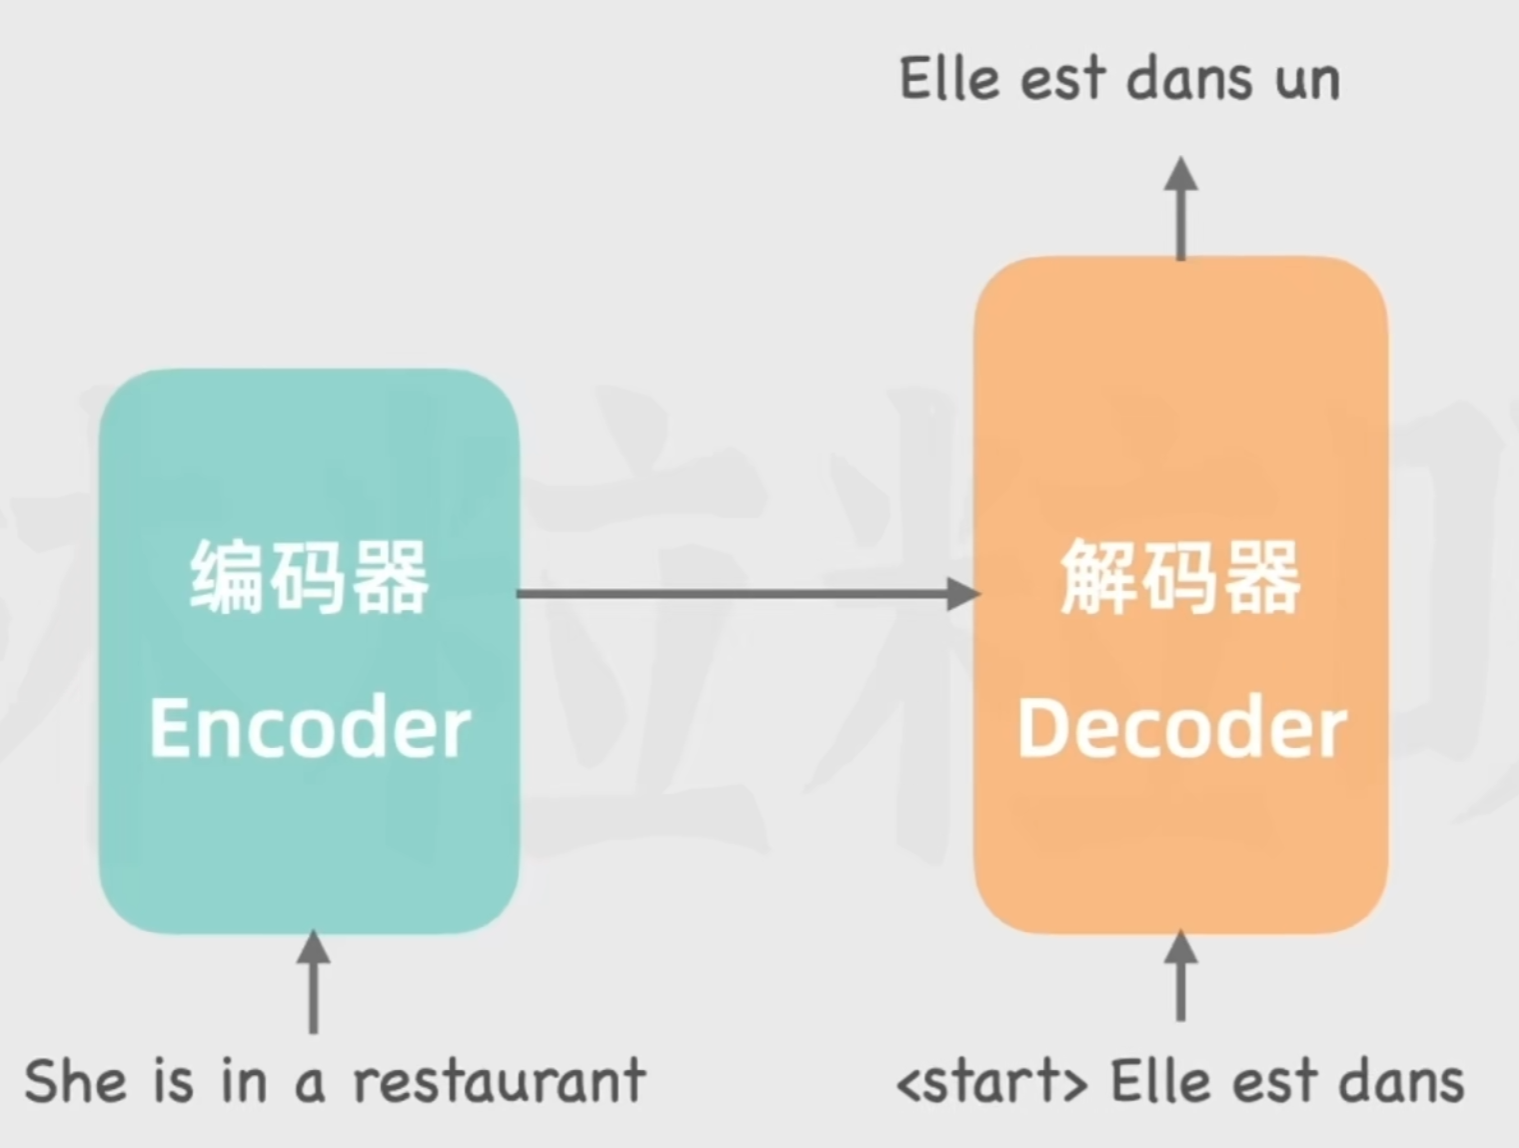 Elle est dans un
编码器
Encoder
解码器
Decoder
She is in a restaurant
<start> Elle est dans